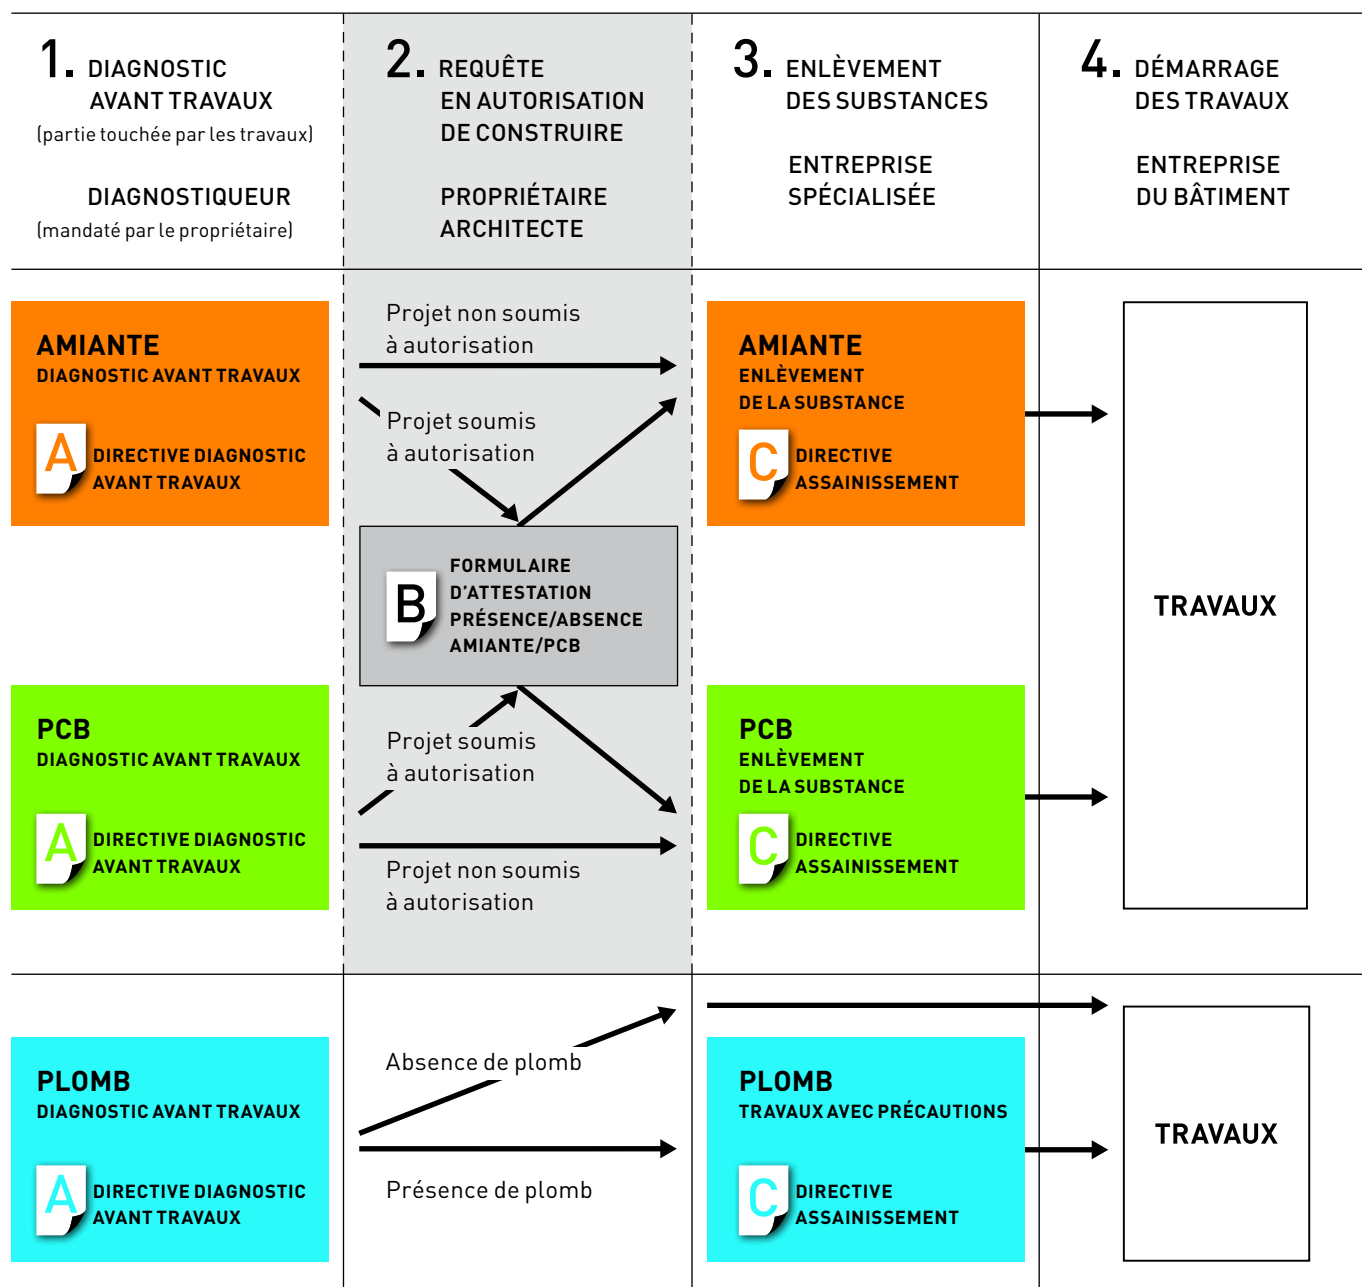 1. DIAGNOSTIC
AVANT TRAVAUX
(partie touchée par les travaux)
DIAGNOSTIQUEUR
(mandaté par le propriétaire)
2. REQUÊTE
EN AUTORISATION
DE CONSTRUIRE
PROPRIÉTAIRE
ARCHITECTE
3. ENLÈVEMENT
DES SUBSTANCES
ENTREPRISE
SPÉCIALISÉE
4. DÉMARRAGE
DES TRAVAUX
ENTREPRISE
DU BÂTIMENT
AMIANTE
DIAGNOSTIC AVANT TRAVAUX
A
DIRECTIVE DIAGNOSTIC
AVANT TRAVAUX
Projet non soumis
à autorisation
Projet soumis
à autorisation
AMIANTE
ENLÈVEMENT
DE LA SUBSTANCE
C
DIRECTIVE
ASSAINISSEMENT
B
FORMULAIRE
D'ATTESTATION
PRÉSENCE/ABSENCE
AMIANTE/PCB
TRAVAUX
PCB
DIAGNOSTIC AVANT TRAVAUX
A
DIRECTIVE DIAGNOSTIC
AVANT TRAVAUX
Projet soumis
à autorisation
Projet non soumis
à autorisation
PCB
ENLÈVEMENT
DE LA SUBSTANCE
C
DIRECTIVE
ASSAINISSEMENT
PLOMB
DIAGNOSTIC AVANT TRAVAUX
A
DIRECTIVE DIAGNOSTIC
AVANT TRAVAUX
Absence de plomb
Présence de plomb
PLOMB
TRAVAUX AVEC PRÉCAUTIONS
C
DIRECTIVE
ASSAINISSEMENT
TRAVAUX